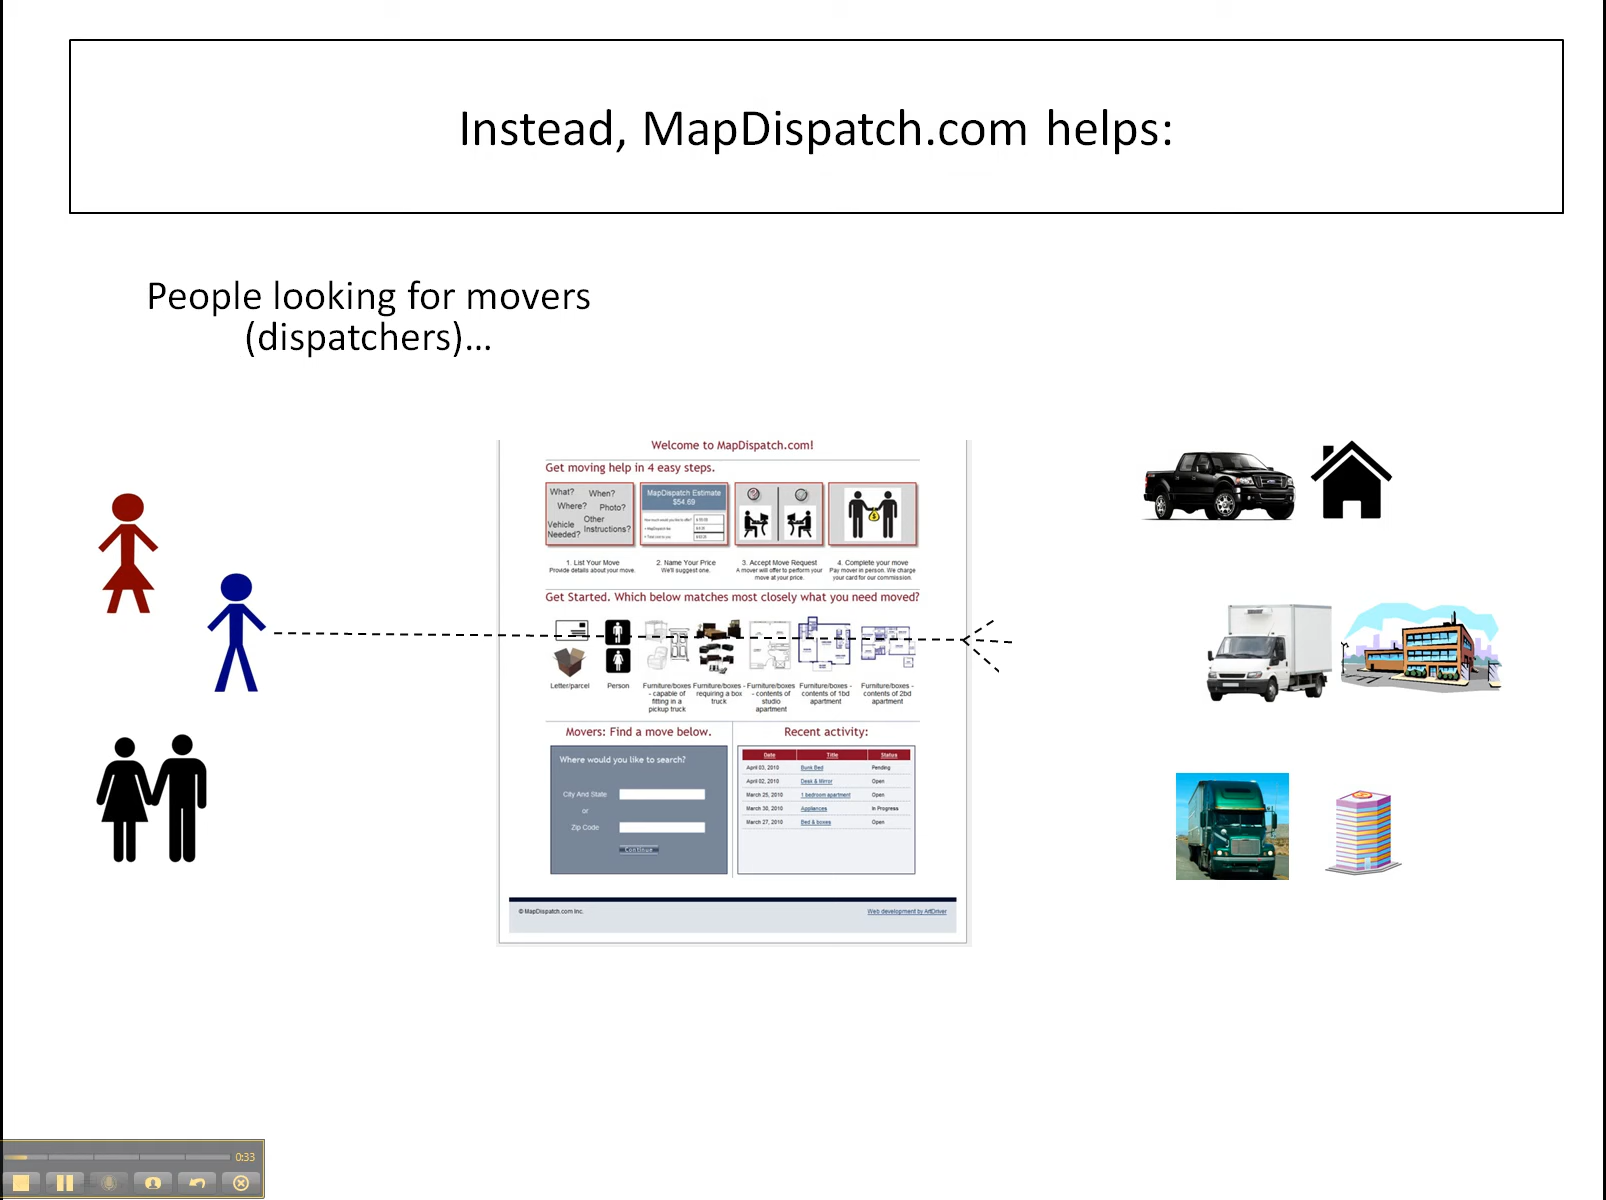 Instead, MapDispatch.com helps:
People looking for movers
(dispatchers)...
Welcome to MapDispatch.com!
Get moving help in 4 easy steps.
What? When?
Where? Photo?
Vehicle Needed? Other Instructions?
MapDispatch Estimate
$54.69
1. List Your Move
Provide details about your move.
2. Name Your Price
We'll suggest one.
3. Accept Move Request
A mover will offer to perform your
move at your price.
4. Complete your move
Pay mover in person. We charge
your card for our commission.
Get Started. Which below matches most closely what you need moved?
Letter/parcel
Person
Furniture/boxes
- capable of
fitting in a
pickup truck
Furniture/boxes -
requiring a box
truck
Furniture/boxes
- contents of
studio
apartment
Furniture/boxes -
contents of 1bd
apartment
Furniture/boxes -
contents of 2bd
apartment
Movers: Find a move below.
Where would you like to search?
City And State
or
Zip Code
Continue
Recent activity:
Date Title Status
April 03, 2010 Bunk Bed Pending
April 02, 2010 Desk & Mirror Open
March 25, 2010 1 bedroom apartment Open
March 30, 2010 Appliances In Progress
March 27, 2010 Bed & boxes Open
© MapDispatch.com Inc.
Web development by ArtDriver
0:33